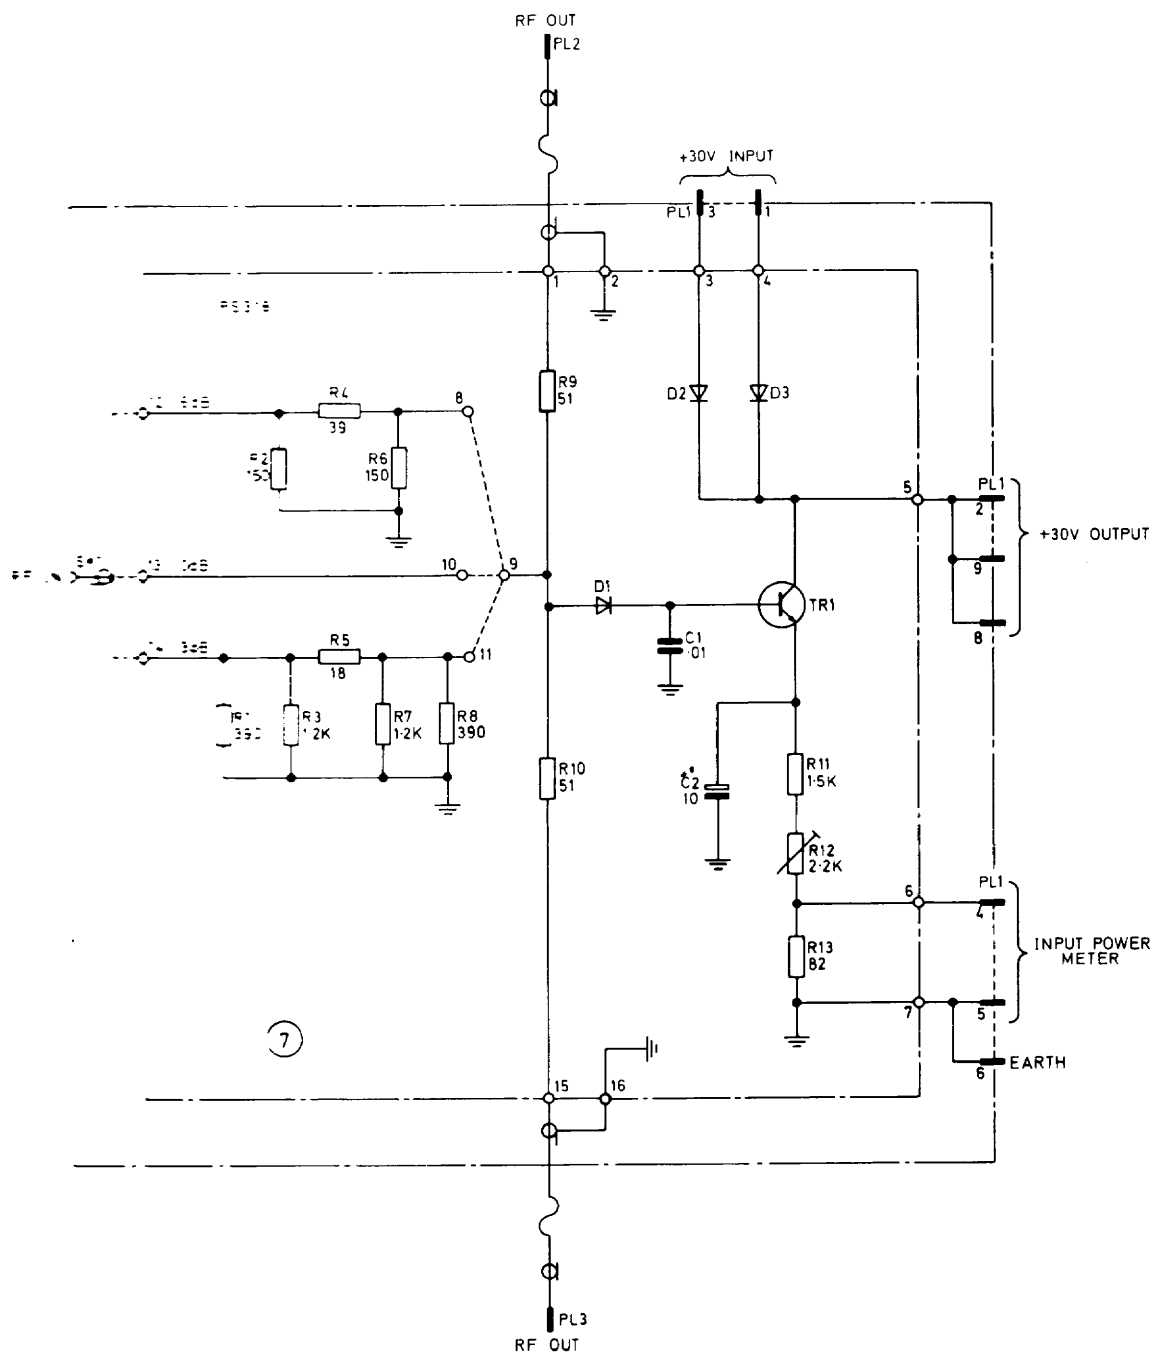 RF OUT
PL2
+30V INPUT
PL1 3 1
1 2 3 4
R4
39
8
R9
51
D2 D3
R6
150
5
PL1
2
+30V OUTPUT
9
8
10 9
D1
TR1
C1
.01
R5
18
11
R3
R7
1·2K
R8
390
R10
51
C2
10
R11
1·5K
R12
2·2K
6
PL1
4
R13
82
INPUT POWER
METER
7
5
6 EARTH
7
15 16
PL3
RF OUT